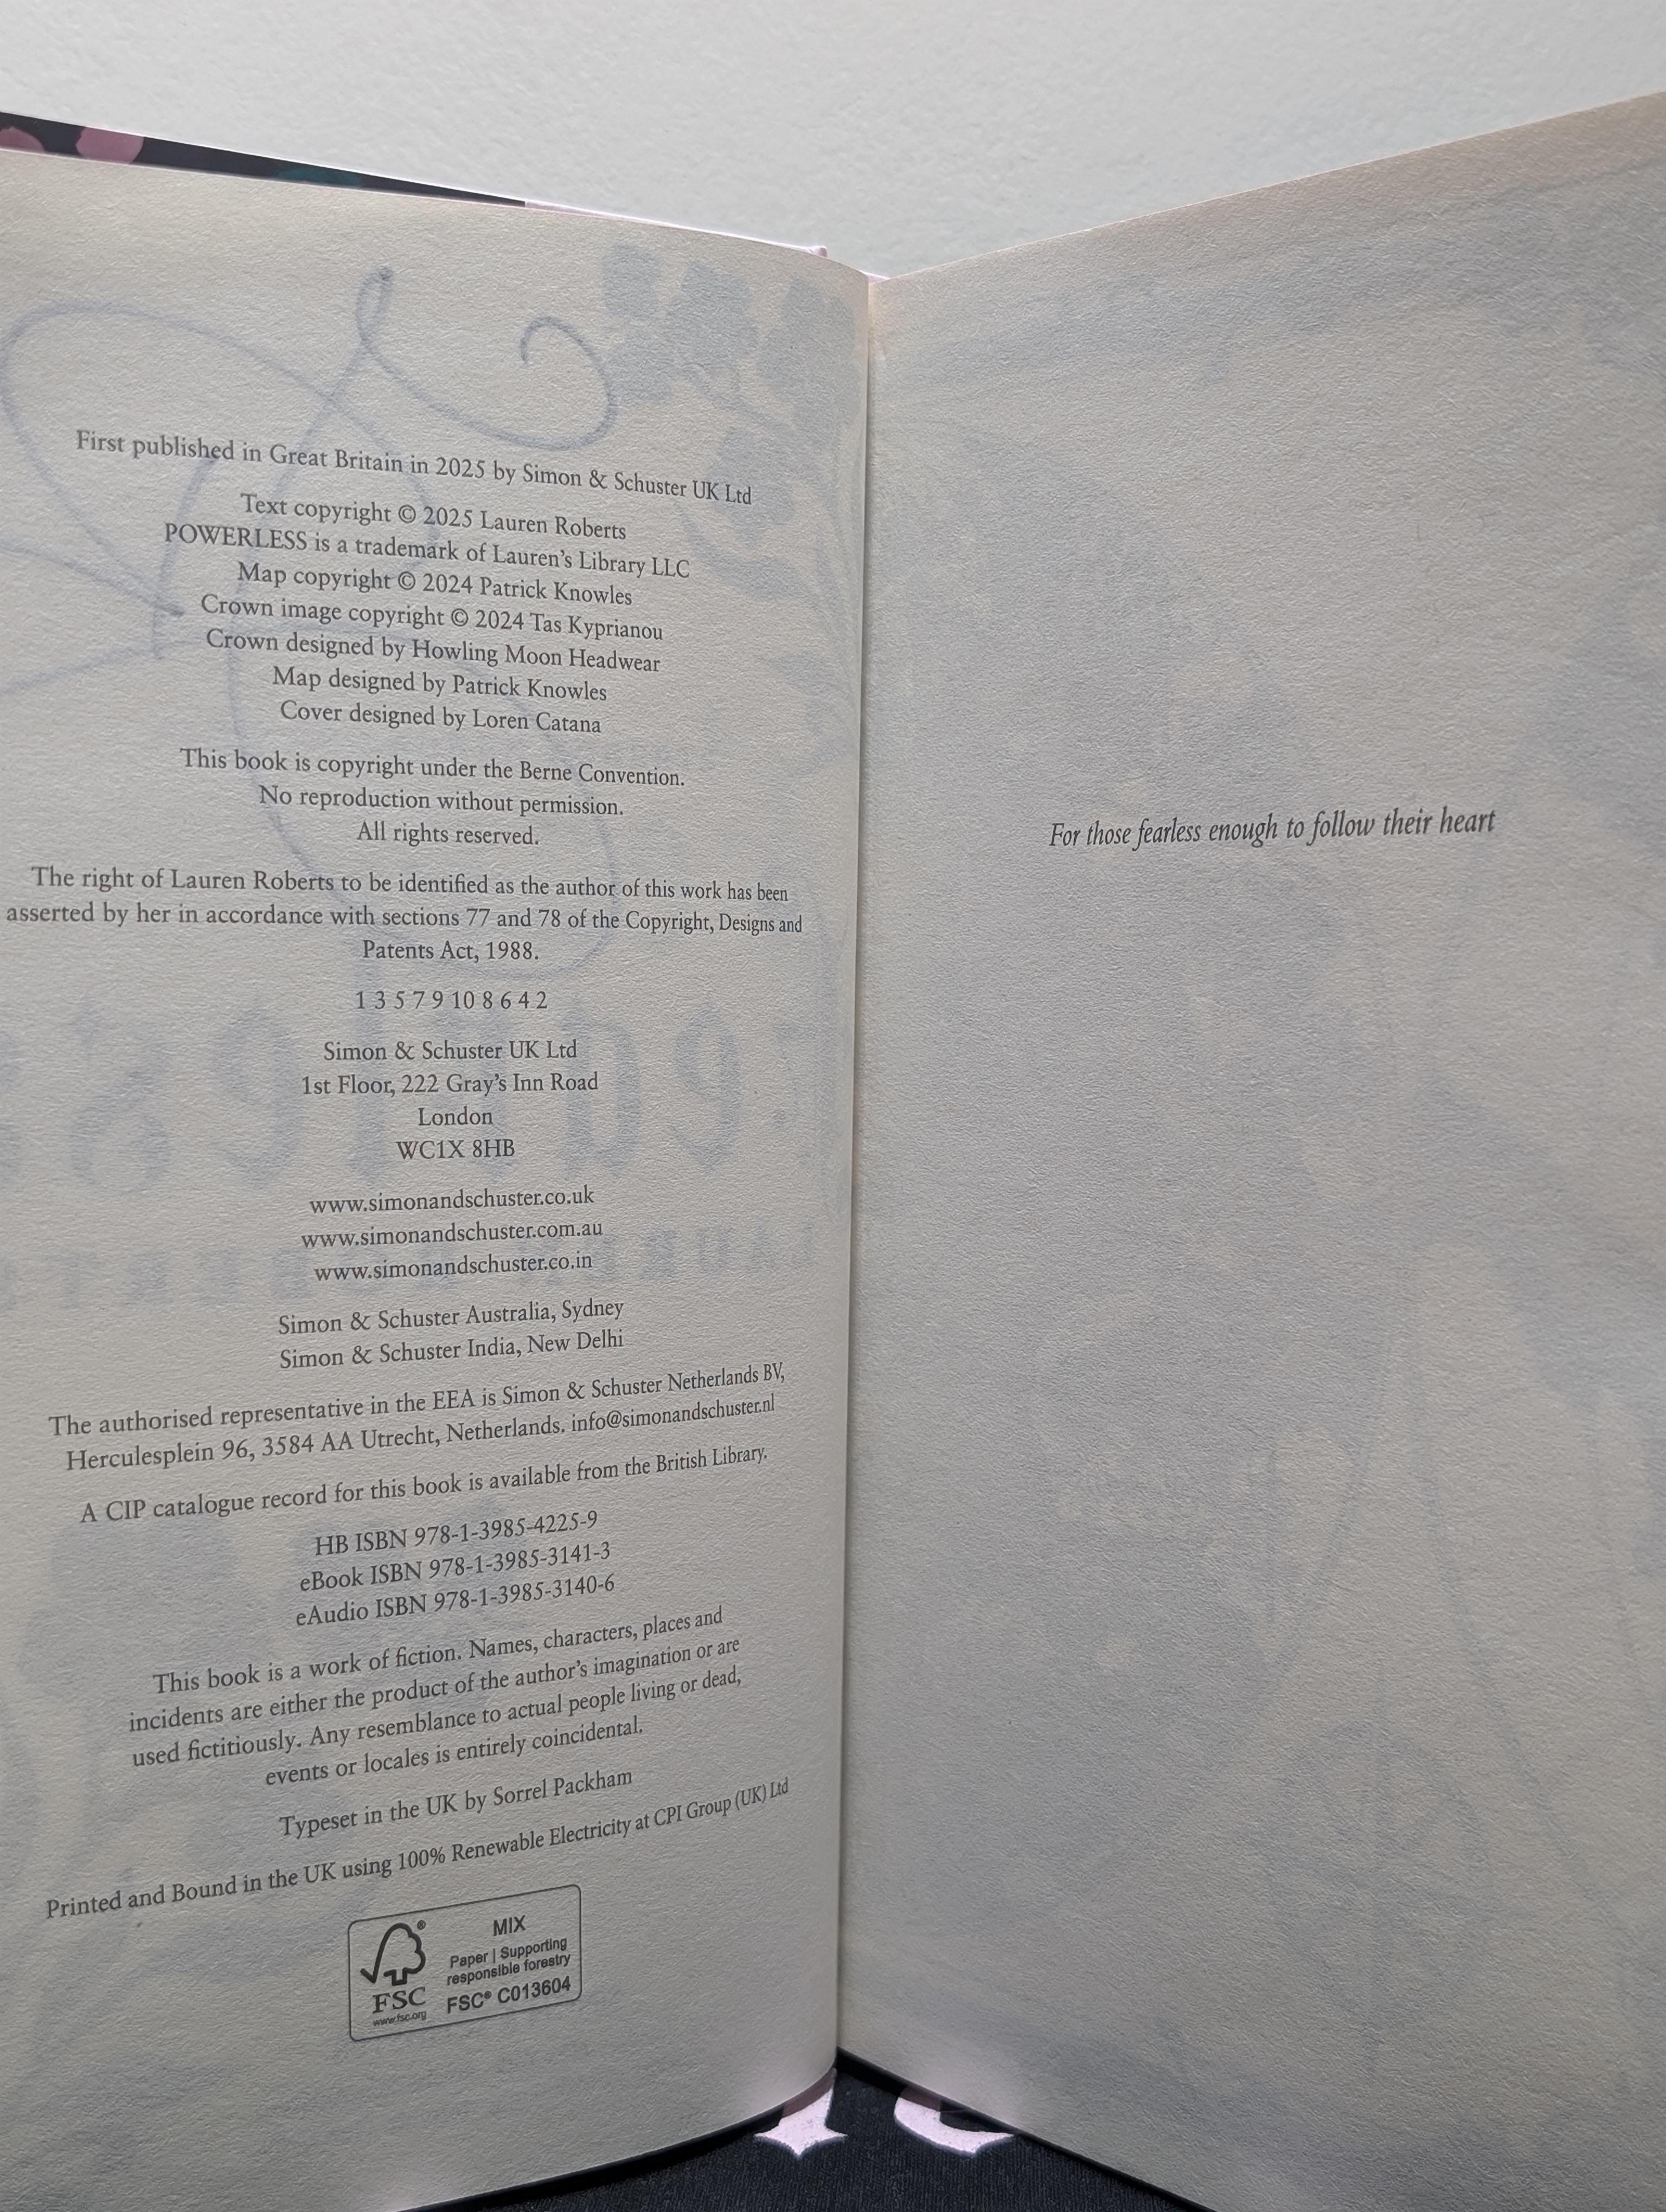 First published in Great Britain in 2025 by Simon & Schuster UK Ltd
Text copyright © 2025 Lauren Roberts
POWERLESS is a trademark of Lauren’s Library LLC
Map copyright © 2024 Patrick Knowles
Crown image copyright © 2024 Tas Kyprianou
Crown designed by Howling Moon Headwear
Map designed by Patrick Knowles
Cover designed by Loren Catana
This book is copyright under the Berne Convention.
No reproduction without permission.
All rights reserved.
The right of Lauren Roberts to be identified as the author of this work has been
asserted by her in accordance with sections 77 and 78 of the Copyright, Designs and
Patents Act, 1988.
1 3 5 7 9 10 8 6 4 2
Simon & Schuster UK Ltd
1st Floor, 222 Gray’s Inn Road
London
WC1X 8HB
www.simonandschuster.co.uk
www.simonandschuster.com.au
www.simonandschuster.co.in
Simon & Schuster Australia, Sydney
Simon & Schuster India, New Delhi
The authorised representative in the EEA is Simon & Schuster Netherlands BV,
Herculesplein 96, 3584 AA Utrecht, Netherlands. info@simonandschuster.nl
A CIP catalogue record for this book is available from the British Library.
HB ISBN 978-1-3985-4225-9
eBook ISBN 978-1-3985-3141-3
eAudio ISBN 978-1-3985-3140-6
This book is a work of fiction. Names, characters, places and
incidents are either the product of the author’s imagination or are
used fictitiously. Any resemblance to actual people living or dead,
events or locales is entirely coincidental.
Typeset in the UK by Sorrel Packham
Printed and Bound in the UK using 100% Renewable Electricity at CPI Group (UK) Ltd
MIX
Paper | Supporting
responsible forestry
FSC® C013604
FSC
www.fsc.org
For those fearless enough to follow their heart